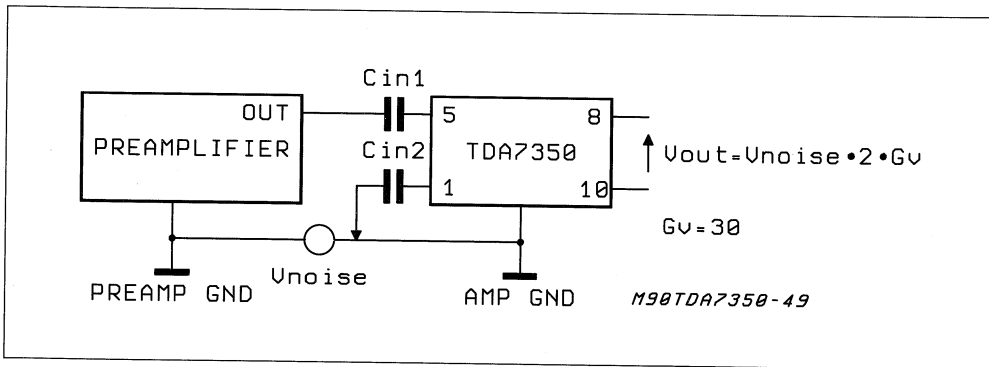 Cin1
OUT
5
8
PREAMPLIFIER
Cin2
TDA7350
Vout=Vnoise•2•Gv
1
10
Gv=30
Vnoise
PREAMP GND
AMP GND
M90TDA7350-49